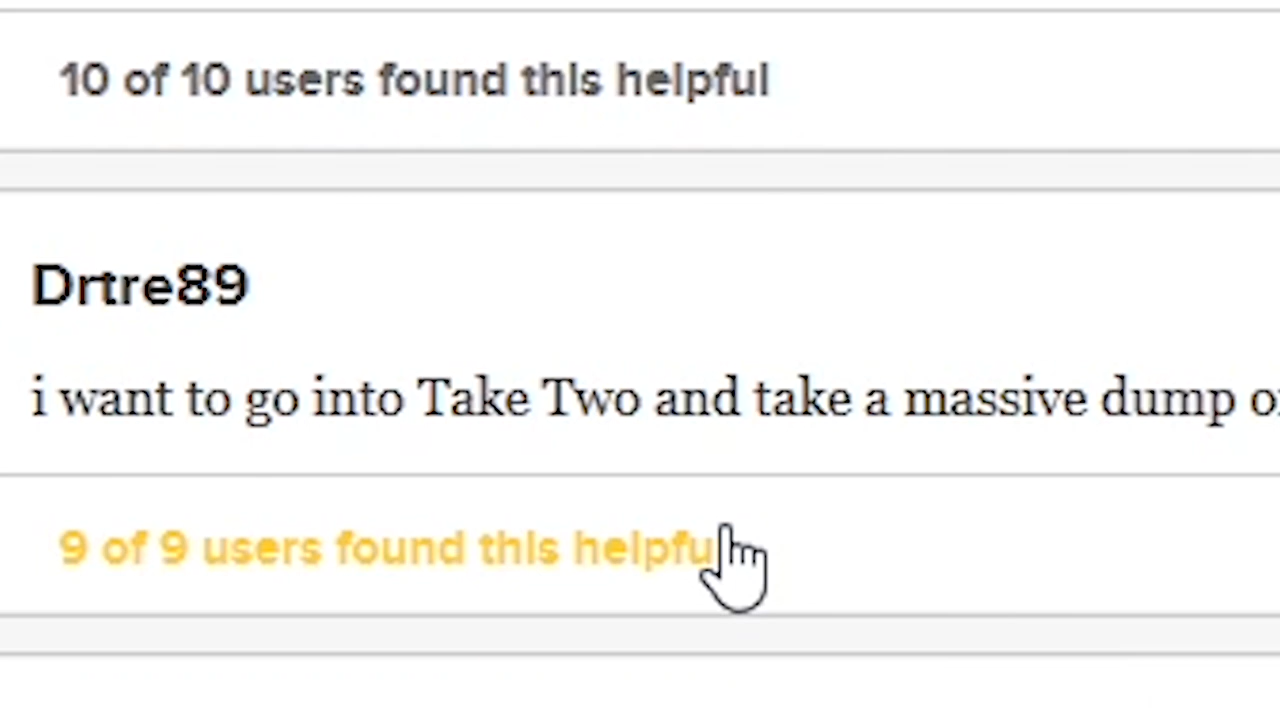 10 of 10 users found this helpful
Drtre89
i want to go into Take Two and take a massive dump
9 of 9 users found this helpful